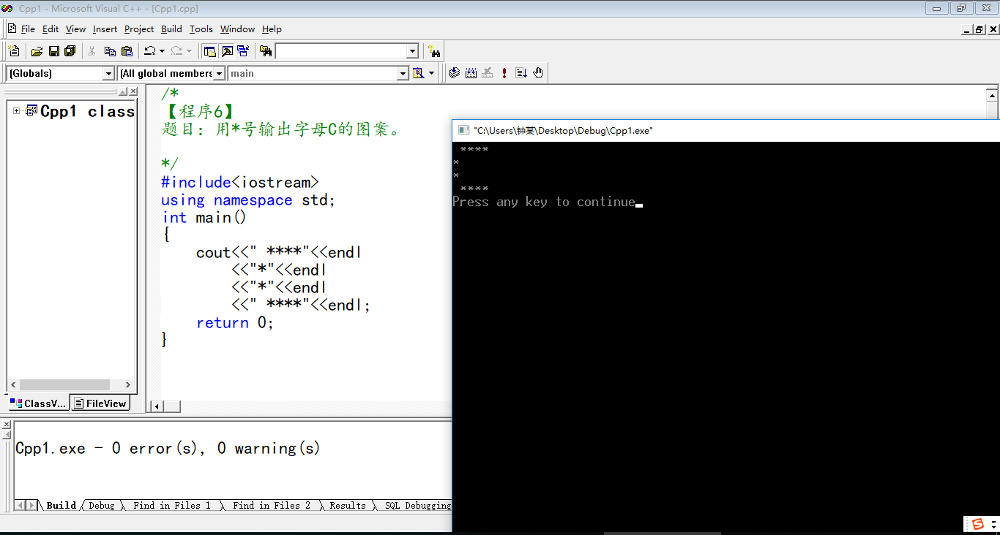 Cpp1 - Microsoft Visual C++ - [Cpp1.cpp]
File Edit View Insert Project Build Tools Window Help
(Globals) (All global members main
Cpp1 class
/*
【程序6】
题目：用*号输出字母C的图案。
*/
#include<iostream>
using namespace std;
int main()
{
cout<<" ****"<<endl
<<"*"<<endl
<<"*"<<endl
<<" ****"<<endl;
return 0;
}
ClassV... FileView
"C:\Users\钟某\Desktop\Debug\Cpp1.exe"
****
*
*
****
Press any key to continue
Cpp1.exe - 0 error(s), 0 warning(s)
Build Debug Find in Files 1 Find in Files 2 Results SQL Debugging